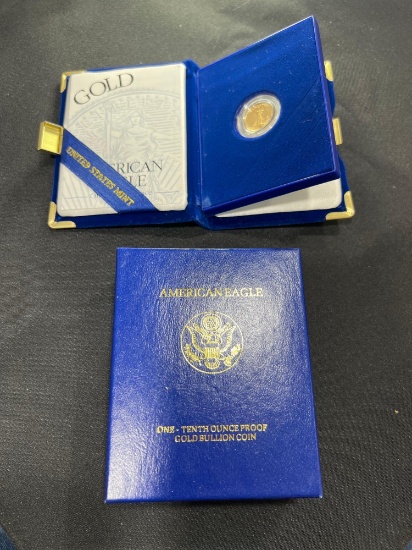 GOLD
AMERICAN
EAGLE
UNITED STATES MINT
AMERICAN EAGLE
ONE - TENTH OUNCE PROOF
GOLD BULLION COIN